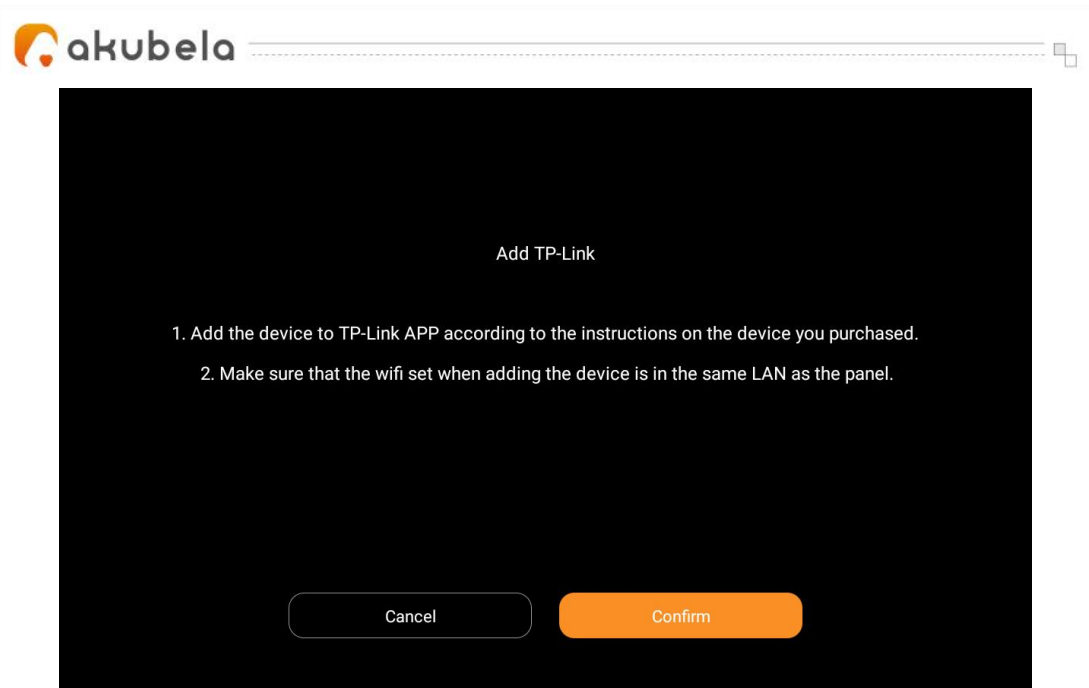 akubela
Add TP-Link
1. Add the device to TP-Link APP according to the instructions on the device you purchased.
2. Make sure that the wifi set when adding the device is in the same LAN as the panel.
Cancel
Confirm